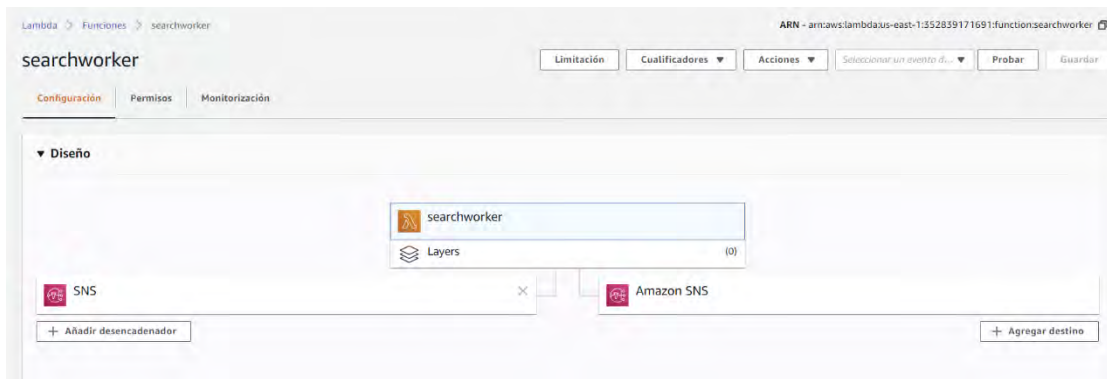 Lambda > Funciones > searchworker
ARN - arn:aws:lambda:us-east-1:352839171691:function:searchworker
searchworker
Limitación Cualificadores ▼ Acciones ▼ Seleccionar un evento d... ▼ Probar Guardar
Configuración Permisos Monitorización
▼ Diseño
searchworker
Layers (0)
SNS
Amazon SNS
+ Añadir desencadenador
+ Agregar destino